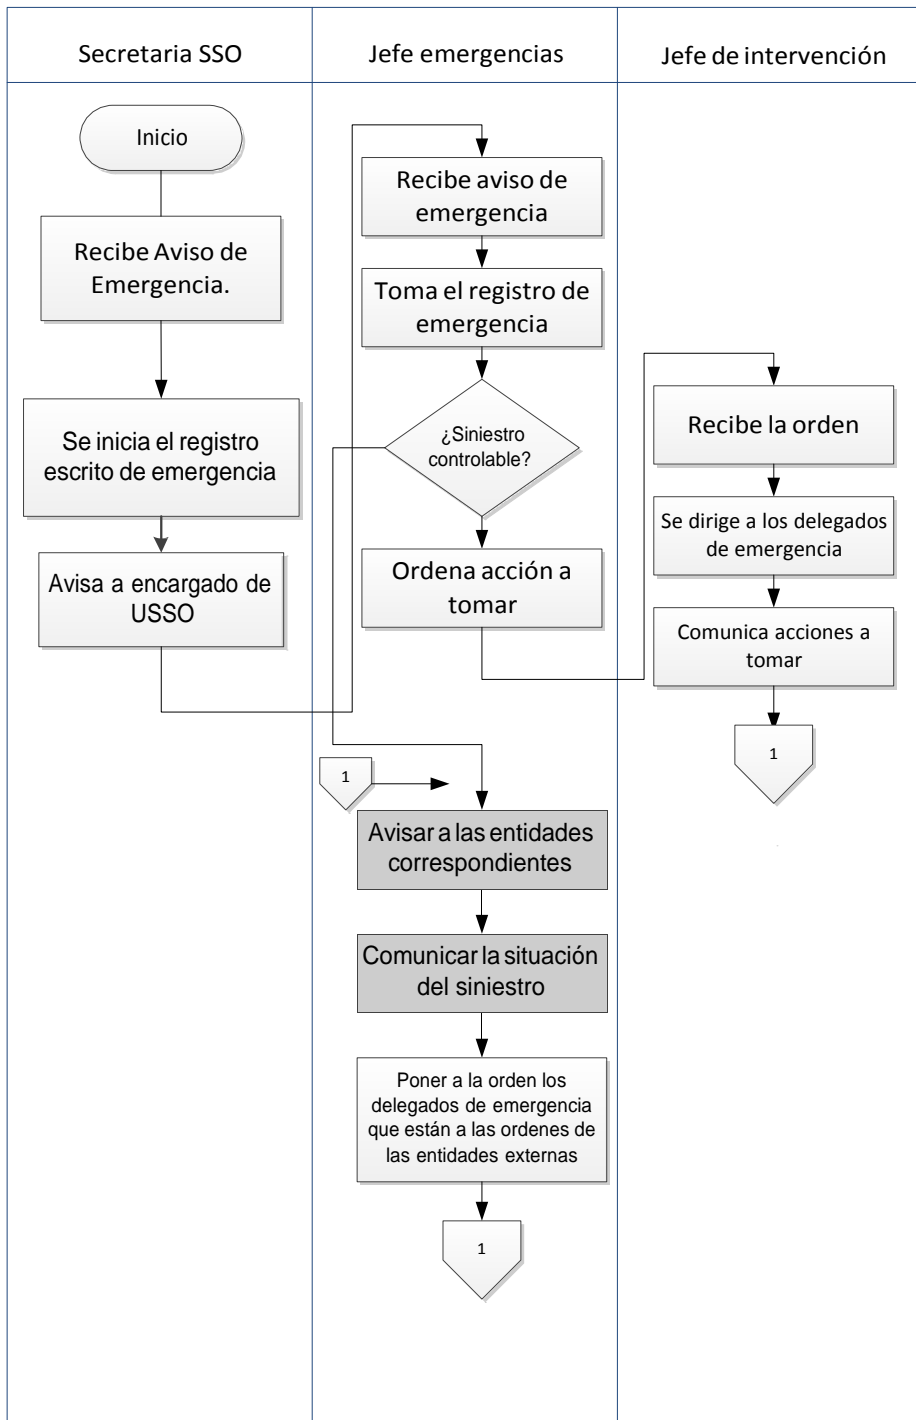 Secretaria SSO
Jefe emergencias
Jefe de intervención
Inicio
Recibe Aviso de
Emergencia.
Se inicia el registro
escrito de emergencia
Avisa a encargado de
USSO
Recibe aviso de
emergencia
Toma el registro de
emergencia
¿Siniestro
controlable?
Ordena acción a
tomar
1
Avisar a las entidades
correspondientes
Comunicar la situación
del siniestro
Poner a la orden los
delegados de emergencia
que están a las ordenes de
las entidades externas
1
Recibe la orden
Se dirige a los delegados
de emergencia
Comunica acciones a
tomar
1